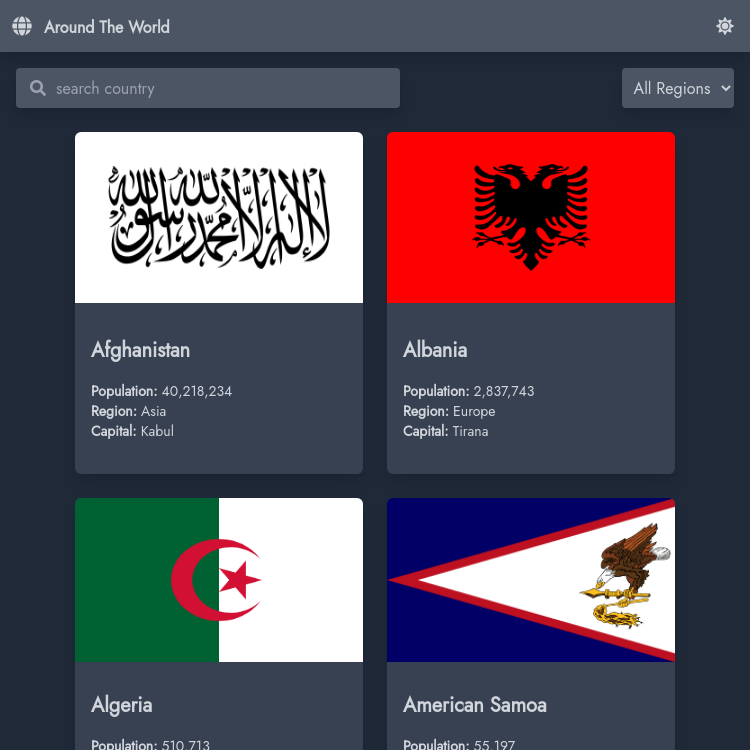 Around The World
search country
All Regions
لا إله إلا الله محمد رسول الله
Afghanistan
Population: 40,218,234
Region: Asia
Capital: Kabul
Albania
Population: 2,837,743
Region: Europe
Capital: Tirana
Algeria
Population: 510,713
American Samoa
Population: 55,197